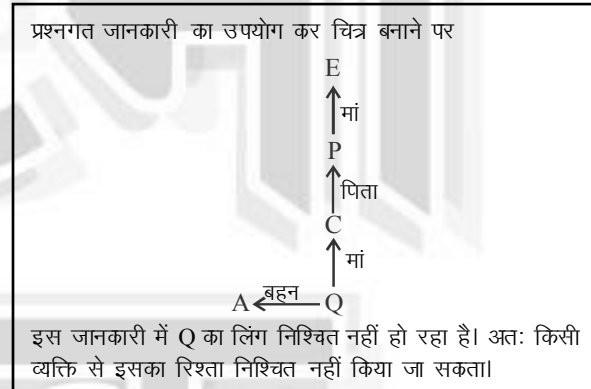 प्रश्नगत जानकारी का उपयोग कर चित्र बनाने पर
E
मां
P
पिता
C
मां
A बहन Q
इस जानकारी में Q का लिंग निश्चित नहीं हो रहा है। अत: किसी
व्यक्ति से इसका रिश्ता निश्चित नहीं किया जा सकता।